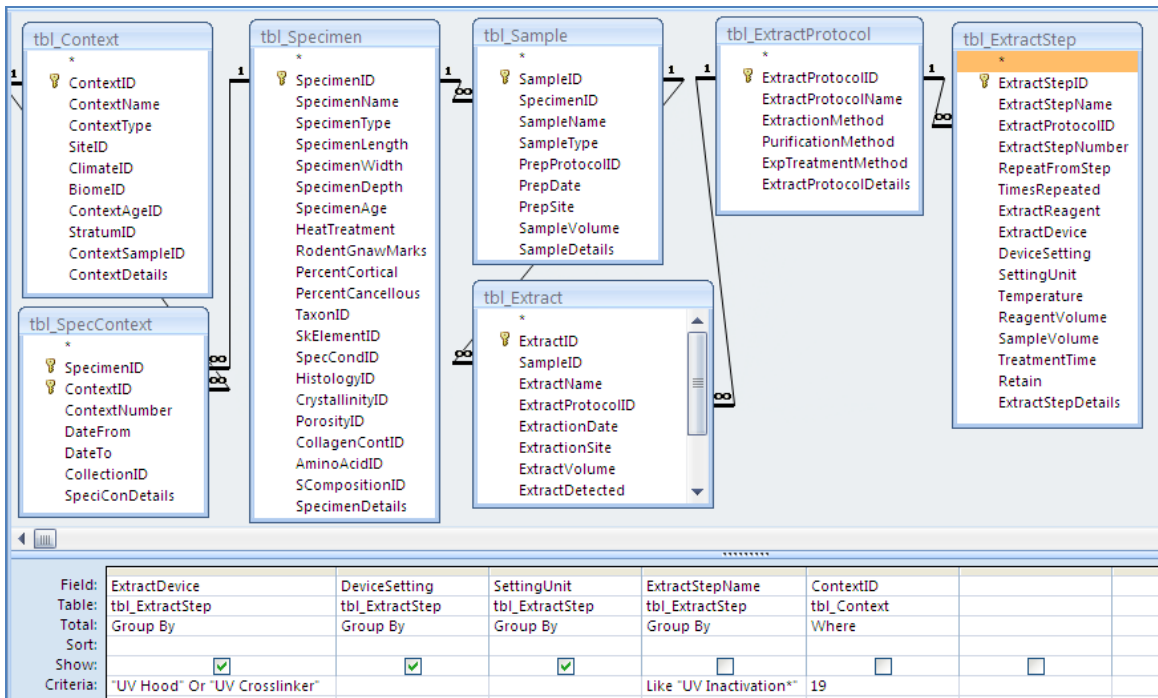 tbl_Context
*
ContextID
ContextName
ContextType
SiteID
ClimateID
BiomeID
ContextAgeID
StratumID
ContextSampleID
ContextDetails
tbl_SpecContext
*
SpecimenID
ContextID
ContextNumber
DateFrom
DateTo
CollectionID
SpeciConDetails
tbl_Specimen
*
SpecimenID
SpecimenName
SpecimenType
SpecimenLength
SpecimenWidth
SpecimenDepth
SpecimenAge
HeatTreatment
RodentGnawMarks
PercentCortical
PercentCancellous
TaxonID
SkElementID
SpecCondID
HistologyID
CrystallinityID
PorosityID
CollagenContID
AminoAcidID
SCompositionID
SpecimenDetails
tbl_Sample
*
SampleID
SpecimenID
SampleName
SampleType
PrepProtocolID
PrepDate
PrepSite
SampleVolume
SampleDetails
tbl_Extract
*
ExtractID
SampleID
ExtractName
ExtractProtocolID
ExtractionDate
ExtractionSite
ExtractVolume
ExtractDetected
tbl_ExtractProtocol
*
ExtractProtocolID
ExtractProtocolName
ExtractionMethod
PurificationMethod
ExpTreatmentMethod
ExtractProtocolDetails
tbl_ExtractStep
*
ExtractStepID
ExtractStepName
ExtractProtocolID
ExtractStepNumber
RepeatFromStep
TimesRepeated
ExtractReagent
ExtractDevice
DeviceSetting
SettingUnit
Temperature
ReagentVolume
SampleVolume
TreatmentTime
Retain
ExtractStepDetails
1 1 1 1 1 1
∞ ∞ ∞ ∞ ∞ ∞
Field: ExtractDevice DeviceSetting SettingUnit ExtractStepName ContextID
Table: tbl_ExtractStep tbl_ExtractStep tbl_ExtractStep tbl_ExtractStep tbl_Context
Total: Group By Group By Group By Group By Where
Sort:
Show:
Criteria: "UV Hood" Or "UV Crosslinker" Like "UV Inactivation*" 19